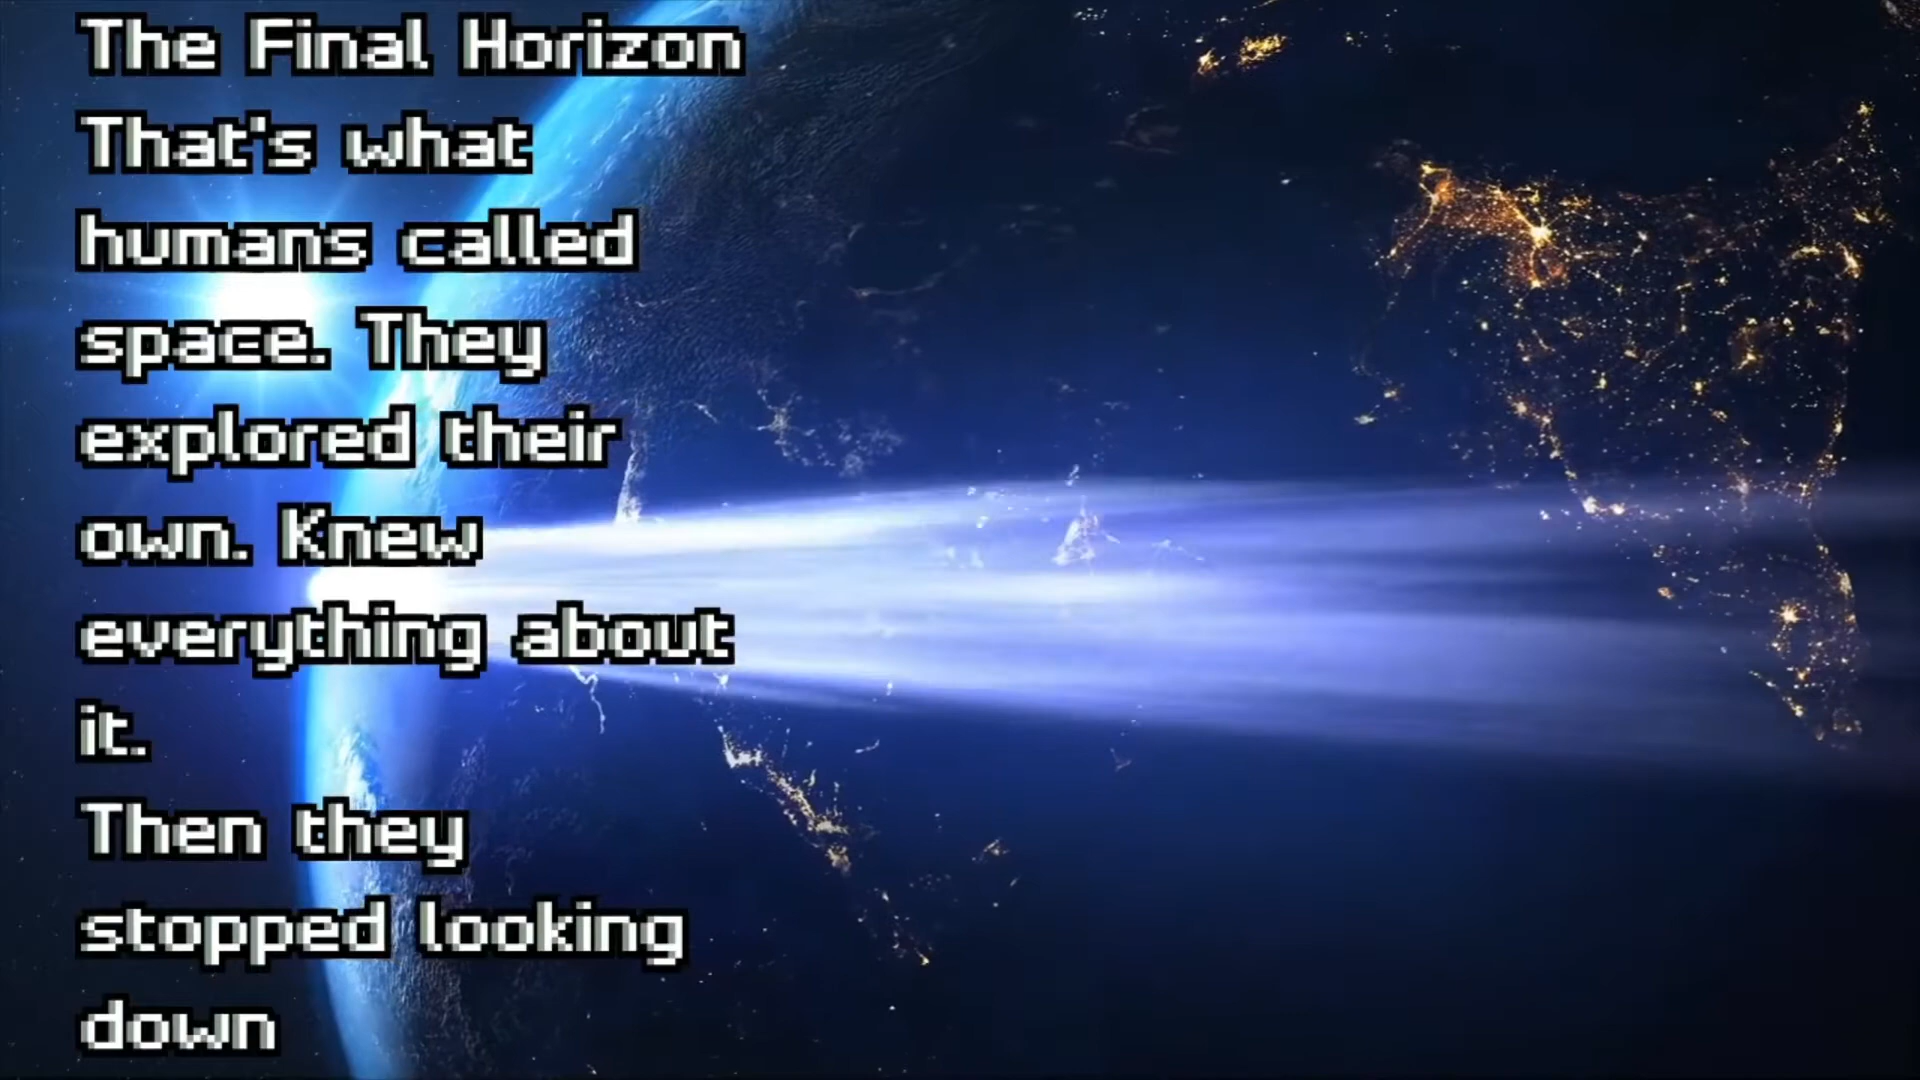 The Final Horizon
That's what
humans called
space. They
explored their
own. Knew
everything about
it.
Then they
stopped looking
down